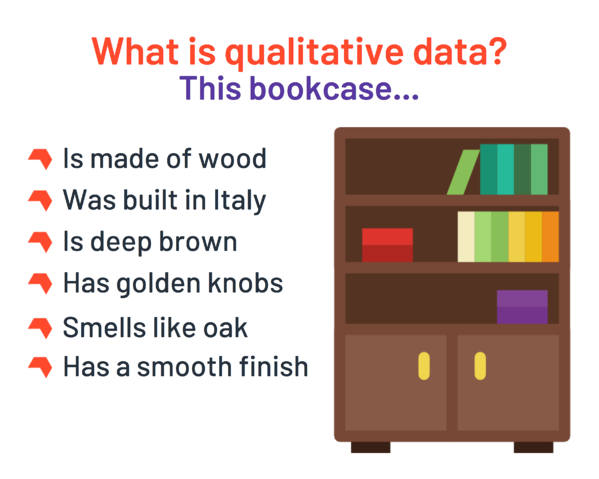 What is qualitative data?
This bookcase...
Is made of wood
Was built in Italy
Is deep brown
Has golden knobs
Smells like oak
Has a smooth finish